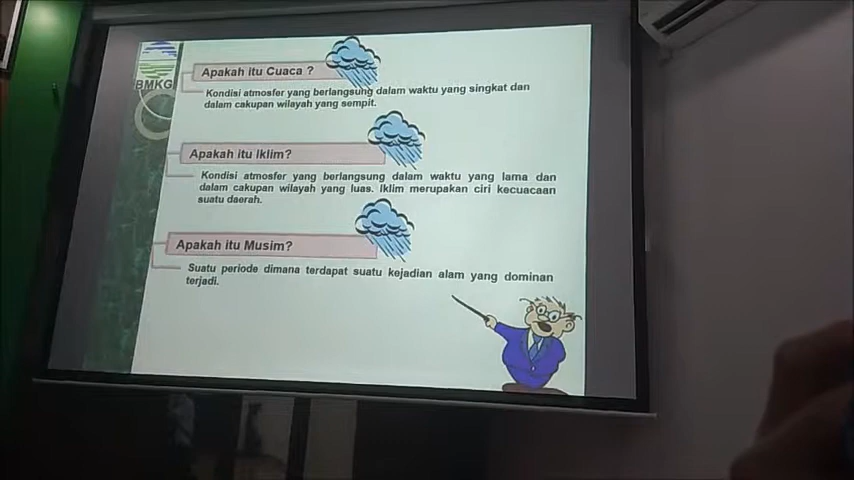 BMKG
Apakah itu Cuaca ?
Kondisi atmosfer yang berlangsung dalam waktu yang singkat dan
dalam cakupan wilayah yang sempit.
Apakah itu Iklim?
Kondisi atmosfer yang berlangsung dalam waktu yang lama dan
dalam cakupan wilayah yang luas. Iklim merupakan ciri kecuacaan
suatu daerah.
Apakah itu Musim?
Suatu periode dimana terdapat suatu kejadian alam yang dominan
terjadi.